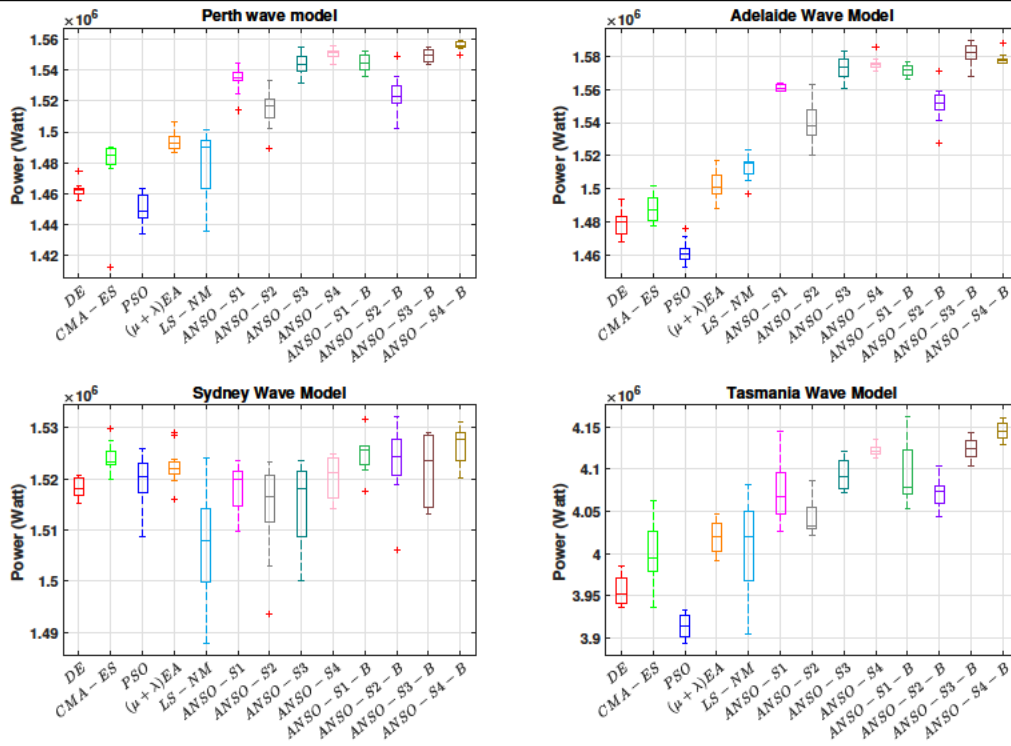 Perth wave model
×10⁶
Power (Watt)
1.56
1.54
1.52
1.5
1.48
1.46
1.44
1.42
DE
CMA − ES
PSO
(μ + λ)EA
LS − NM
ANSO − S1
ANSO − S2
ANSO − S3
ANSO − S4
ANSO − S1 − B
ANSO − S2 − B
ANSO − S3 − B
ANSO − S4 − B
Adelaide Wave Model
×10⁶
Power (Watt)
1.58
1.56
1.54
1.52
1.5
1.48
1.46
DE
CMA − ES
PSO
(μ + λ)EA
LS − NM
ANSO − S1
ANSO − S2
ANSO − S3
ANSO − S4
ANSO − S1 − B
ANSO − S2 − B
ANSO − S3 − B
ANSO − S4 − B
Sydney Wave Model
×10⁶
Power (Watt)
1.53
1.52
1.51
1.5
1.49
DE
CMA − ES
PSO
(μ + λ)EA
LS − NM
ANSO − S1
ANSO − S2
ANSO − S3
ANSO − S4
ANSO − S1 − B
ANSO − S2 − B
ANSO − S3 − B
ANSO − S4 − B
Tasmania Wave Model
×10⁶
Power (Watt)
4.15
4.1
4.05
4
3.95
3.9
DE
CMA − ES
PSO
(μ + λ)EA
LS − NM
ANSO − S1
ANSO − S2
ANSO − S3
ANSO − S4
ANSO − S1 − B
ANSO − S2 − B
ANSO − S3 − B
ANSO − S4 − B